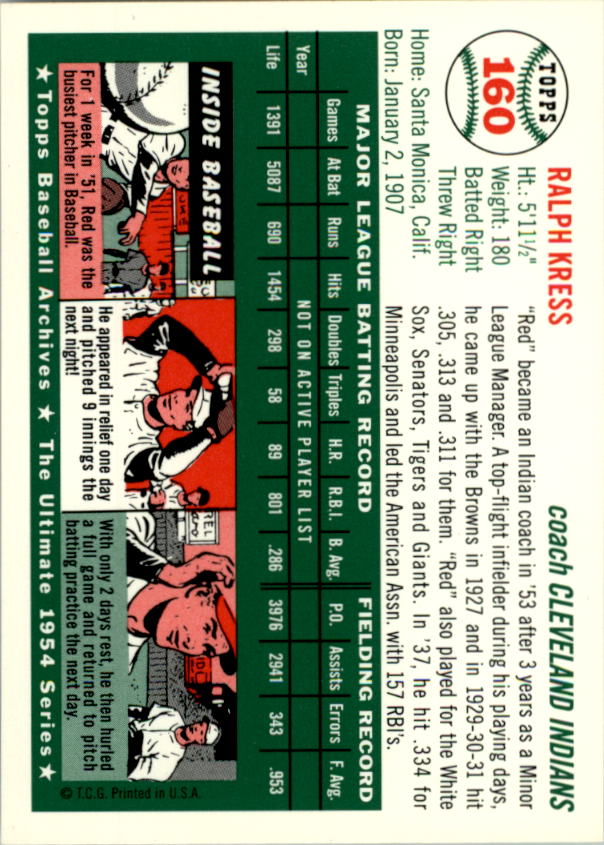 TOPPS
160
RALPH KRESS
coach CLEVELAND INDIANS
Ht.: 5'11½"
Weight: 180
Batted Right
Threw Right
Home: Santa Monica, Calif.
Born: January 2, 1907
"Red" became an Indian coach in '53 after 3 years as a Minor
League Manager. A top-flight infielder during his playing days,
he came up with the Browns in 1927 and in 1929-30-31 hit
.305, .313 and .311 for them. "Red" also played for the White
Sox, Senators, Tigers and Giants. In '37, he hit .334 for
Minneapolis and led the American Assn. with 157 RBI's.
MAJOR LEAGUE BATTING RECORD FIELDING RECORD
Year Games At Bat Runs Hits Doubles Triples H.R. R.B.I. B. Avg. P.O. Assists Errors F. Avg.
NOT ON ACTIVE PLAYER LIST
Life 1391 5087 690 1454 298 58 89 801 .286 3976 2941 343 .953
INSIDE BASEBALL
For 1 week in '51, Red was the
busiest pitcher in Baseball.
He appeared in relief one day
and pitched 9 innings the
next night!
With only 2 days rest, he then hurled
a full game and returned to pitch
batting practice the next day.
© T.C.G. Printed in U.S.A.
★ Topps Baseball Archives ★ The Ultimate 1954 Series ★